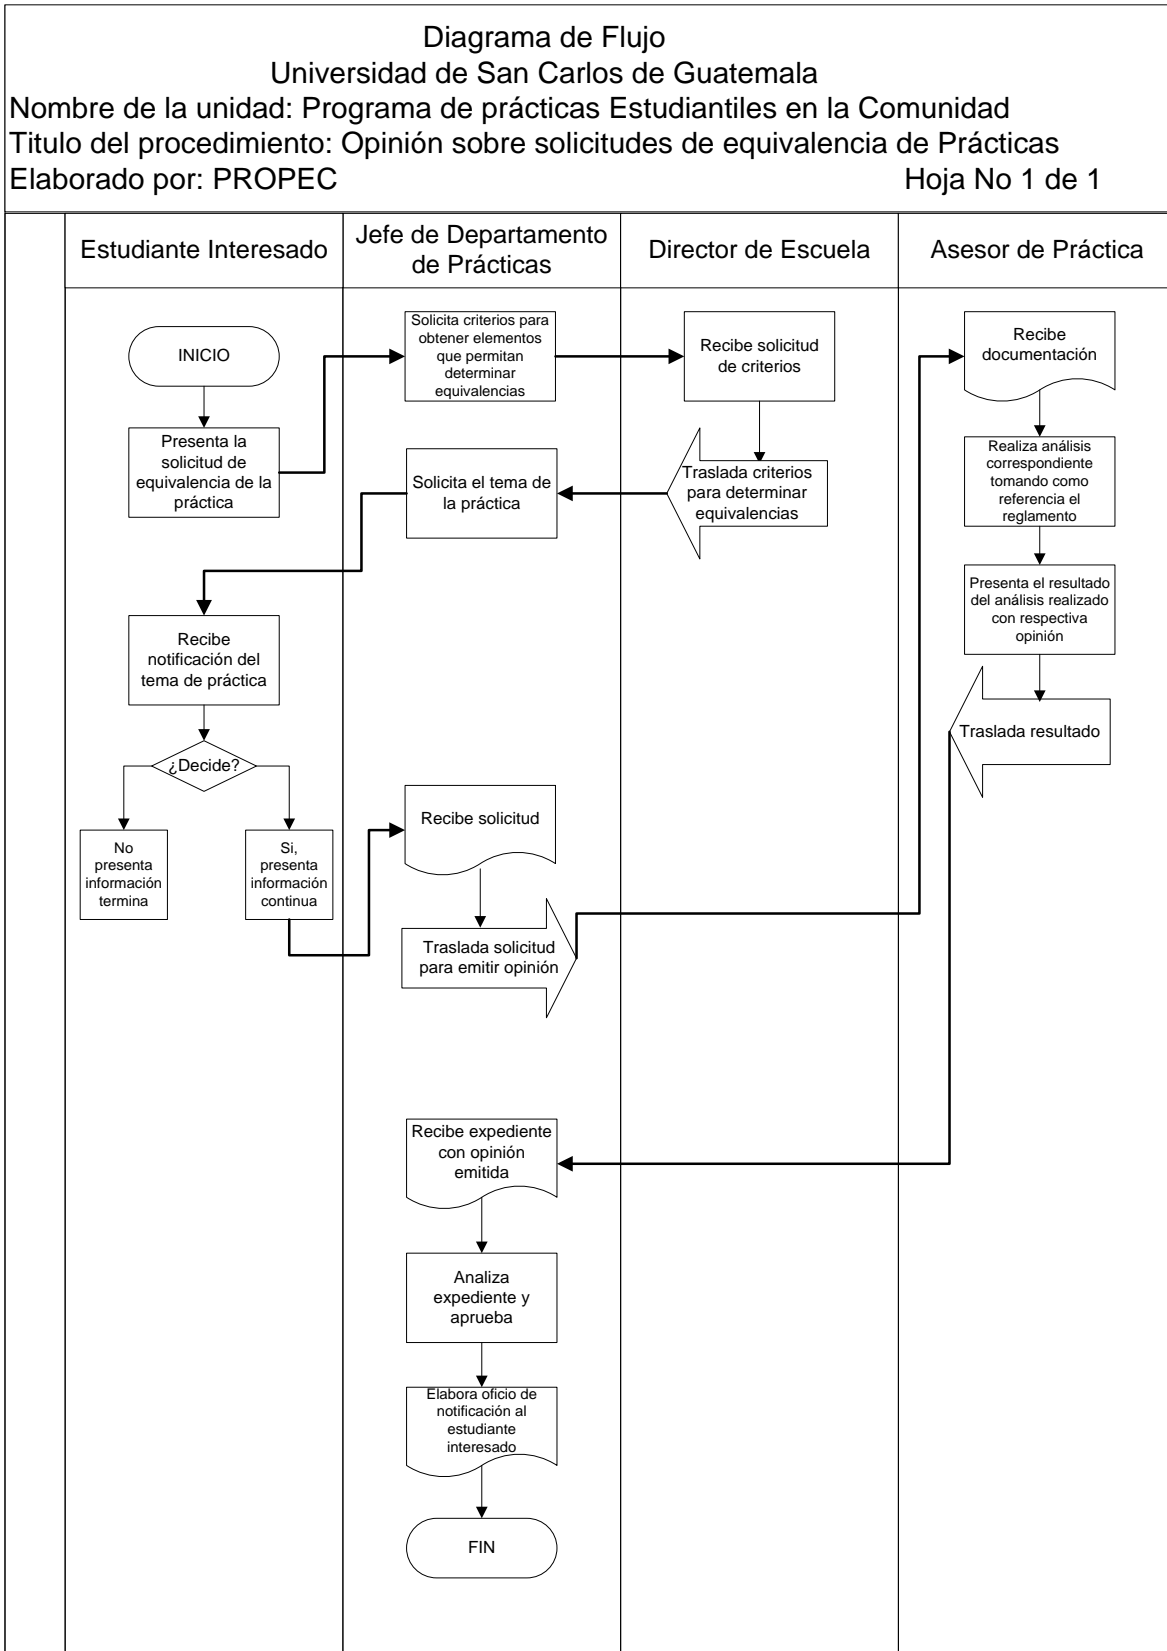 Diagrama de Flujo
Universidad de San Carlos de Guatemala
Nombre de la unidad: Programa de prácticas Estudiantiles en la Comunidad
Titulo del procedimiento: Opinión sobre solicitudes de equivalencia de Prácticas
Elaborado por: PROPEC Hoja No 1 de 1
Estudiante Interesado
Jefe de Departamento
de Prácticas
Director de Escuela
Asesor de Práctica
INICIO
Presenta la
solicitud de
equivalencia de la
práctica
Solicita criterios para
obtener elementos
que permitan
determinar
equivalencias
Recibe solicitud
de criterios
Traslada criterios
para determinar
equivalencias
Solicita el tema de
la práctica
Recibe
notificación del
tema de práctica
¿Decide?
No
presenta
información
termina
Si,
presenta
información
continua
Recibe solicitud
Traslada solicitud
para emitir opinión
Recibe
documentación
Realiza análisis
correspondiente
tomando como
referencia el
reglamento
Presenta el resultado
del análisis realizado
con respectiva
opinión
Traslada resultado
Recibe expediente
con opinión
emitida
Analiza
expediente y
aprueba
Elabora oficio de
notificación al
estudiante
interesado
FIN